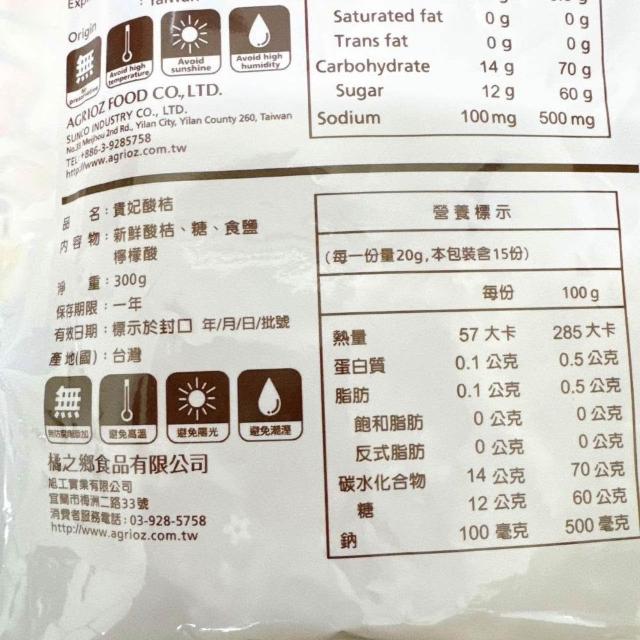 Origin
Avoid high temperature
Avoid sunshine
Avoid high humidity
無
AGRIOZ FOOD CO,.LTD.
SUNCO INDUSTRY CO., LTD.
No.33 Meijhou 2nd Rd., Yilan City, Yilan County 260, Taiwan
TEL +886-3-9285758
http://www.agrioz.com.tw
Saturated fat 0 g 0 g
Trans fat 0 g 0 g
Carbohydrate 14 g 70 g
Sugar 12 g 60 g
Sodium 100 mg 500 mg
品 名:貴妃酸桔
內 容 物:新鮮酸桔、糖、食鹽
檸檬酸
淨 重:300g
保存期限:一年
有效日期:標示於封口 年/月/日/批號
產地(國):台灣
無
避免高溫
避免陽光
避免潮溼
橘之鄉食品有限公司
旭工實業有限公司
宜蘭市梅洲二路33號
消費者服務電話:03-928-5758
http://www.agrioz.com.tw
營養標示
(每一份量20g,本包裝含15份)
每份 100 g
熱量 57 大卡 285 大卡
蛋白質 0.1 公克 0.5 公克
脂肪 0.1 公克 0.5 公克
飽和脂肪 0 公克 0 公克
反式脂肪 0 公克 0 公克
碳水化合物 14 公克 70 公克
糖 12 公克 60 公克
鈉 100 毫克 500 毫克